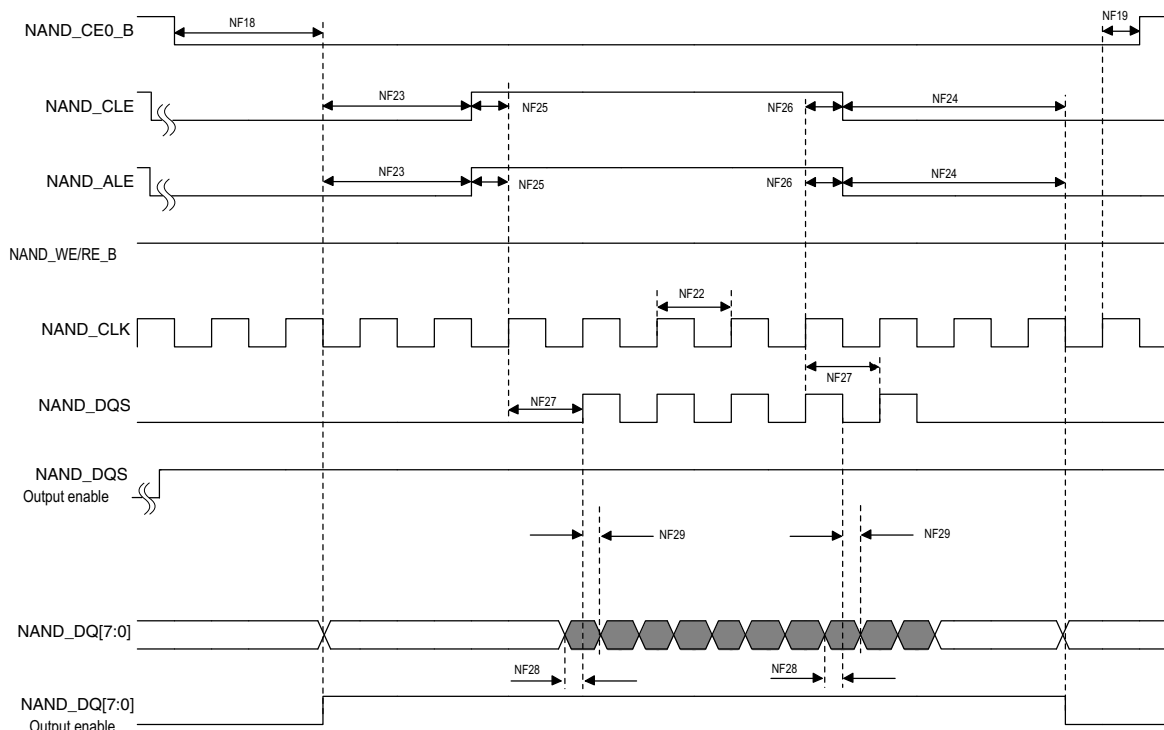 NAND_CE0_B
NF18
NF19
NAND_CLE
NF23
NF25
NF26
NF24
NAND_ALE
NF23
NF25
NF26
NF24
NAND_WE/RE_B
NF22
NAND_CLK
NF27
NAND_DQS
NF27
NAND_DQS
Output enable
NF29
NF29
NAND_DQ[7:0]
NF28
NF28
NAND_DQ[7:0]
Output enable